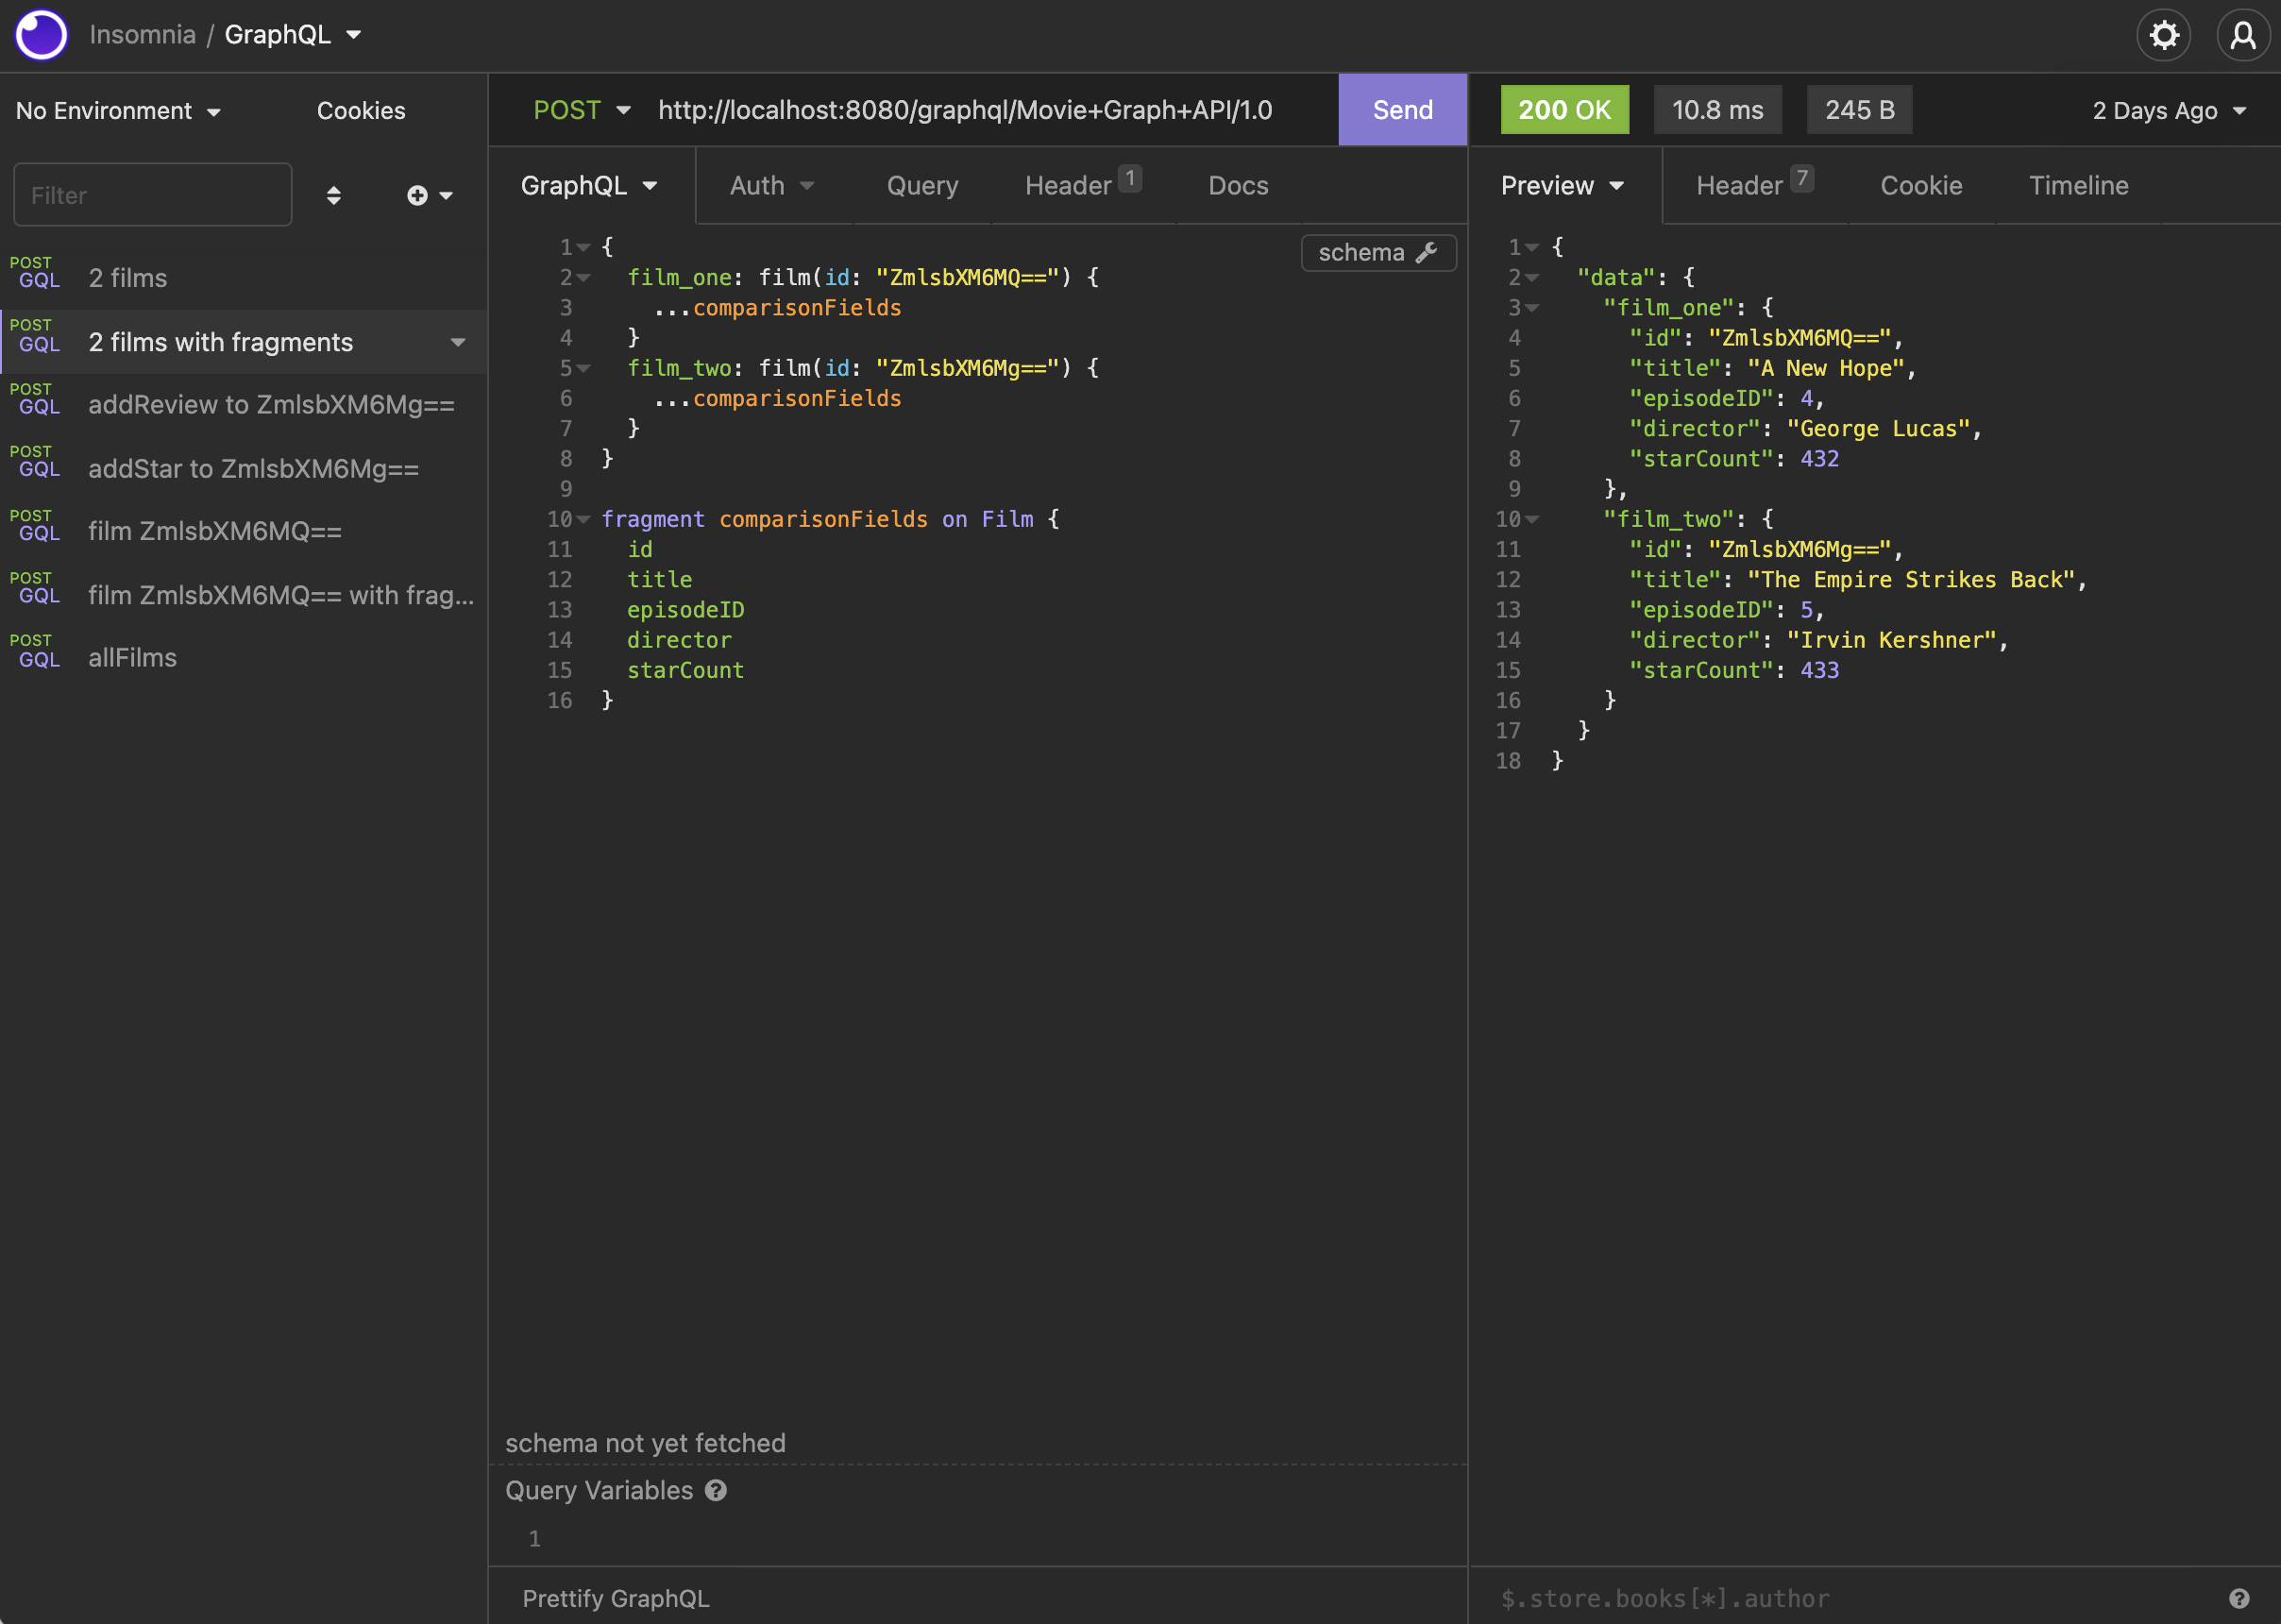 Insomnia / GraphQL
No Environment Cookies
Filter
POST GQL 2 films
POST GQL 2 films with fragments
POST GQL addReview to ZmlsbXM6Mg==
POST GQL addStar to ZmlsbXM6Mg==
POST GQL film ZmlsbXM6MQ==
POST GQL film ZmlsbXM6MQ== with frag...
POST GQL allFilms
POST http://localhost:8080/graphql/Movie+Graph+API/1.0 Send
GraphQL Auth Query Header 1 Docs
schema
1 {
2   film_one: film(id: "ZmlsbXM6MQ==") {
3     ...comparisonFields
4   }
5   film_two: film(id: "ZmlsbXM6Mg==") {
6     ...comparisonFields
7   }
8 }
9
10 fragment comparisonFields on Film {
11   id
12   title
13   episodeID
14   director
15   starCount
16 }
schema not yet fetched
Query Variables ?
1
Prettify GraphQL
200 OK 10.8 ms 245 B 2 Days Ago
Preview Header 7 Cookie Timeline
1 {
2   "data": {
3     "film_one": {
4       "id": "ZmlsbXM6MQ==",
5       "title": "A New Hope",
6       "episodeID": 4,
7       "director": "George Lucas",
8       "starCount": 432
9     },
10     "film_two": {
11       "id": "ZmlsbXM6Mg==",
12       "title": "The Empire Strikes Back",
13       "episodeID": 5,
14       "director": "Irvin Kershner",
15       "starCount": 433
16     }
17   }
18 }
$.store.books[*].author ?